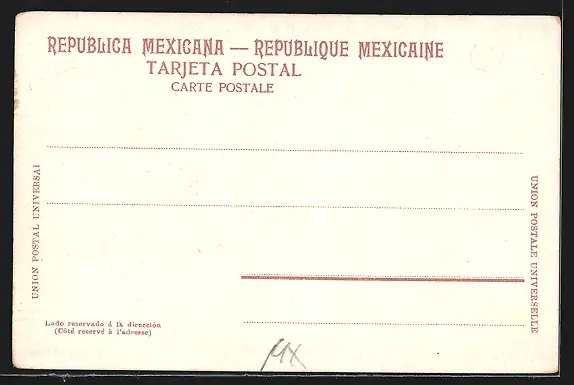 REPUBLICA MEXICANA — REPUBLIQUE MEXICAINE
TARJETA POSTAL
CARTE POSTALE
UNION POSTAL UNIVERSAL
UNION POSTALE UNIVERSELLE
Lado reservado á la dirección
(Côté reservé à l'adresse)
MX